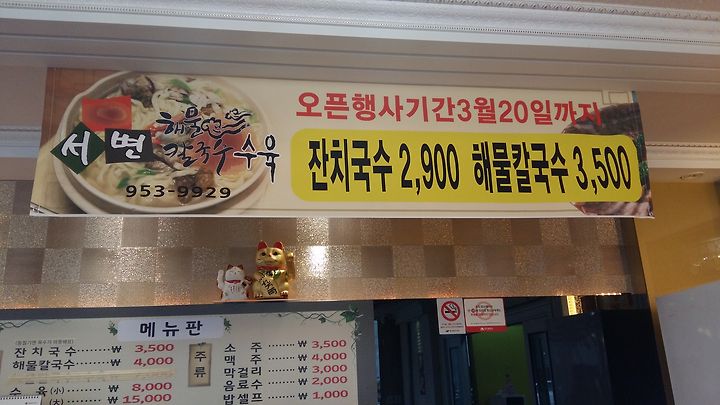 오픈행사기간3월20일까지
서변
해물
칼국수 수육
953-9929
잔치국수 2,900 해물칼국수 3,500
메뉴판
잔치국수 ₩ 3,500
해물칼국수 ₩ 4,000
수육(小) ₩ 8,000
(大) ₩ 15,000
주류
소주 ₩ 3,500
맥주 ₩ 4,000
막걸리 ₩ 3,000
음료수 ₩ 2,000
밥셀프 ₩ 1,000